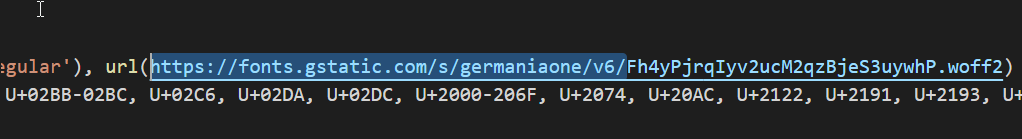 egular'), url(https://fonts.gstatic.com/s/germaniaone/v6/Fh4yPjrqIyv2ucM2qzBjeS3uywhP.woff2)
U+02BB-02BC, U+02C6, U+02DA, U+02DC, U+2000-206F, U+2074, U+20AC, U+2122, U+2191, U+2193, U+